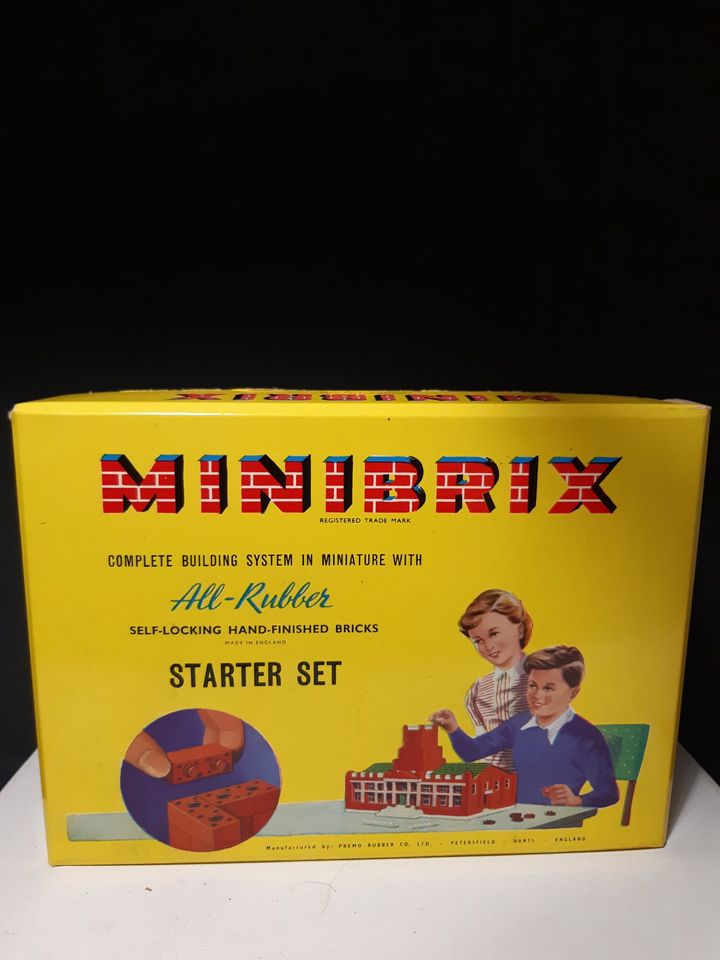 MINIBRIX
MINIBRIX
REGISTERED TRADE MARK
COMPLETE BUILDING SYSTEM IN MINIATURE WITH
All-Rubber
SELF-LOCKING HAND-FINISHED BRICKS
MADE IN ENGLAND
STARTER SET
Manufactured by: PREMO RUBBER CO, LTD. - PETERSFIELD - HANTS - ENGLAND